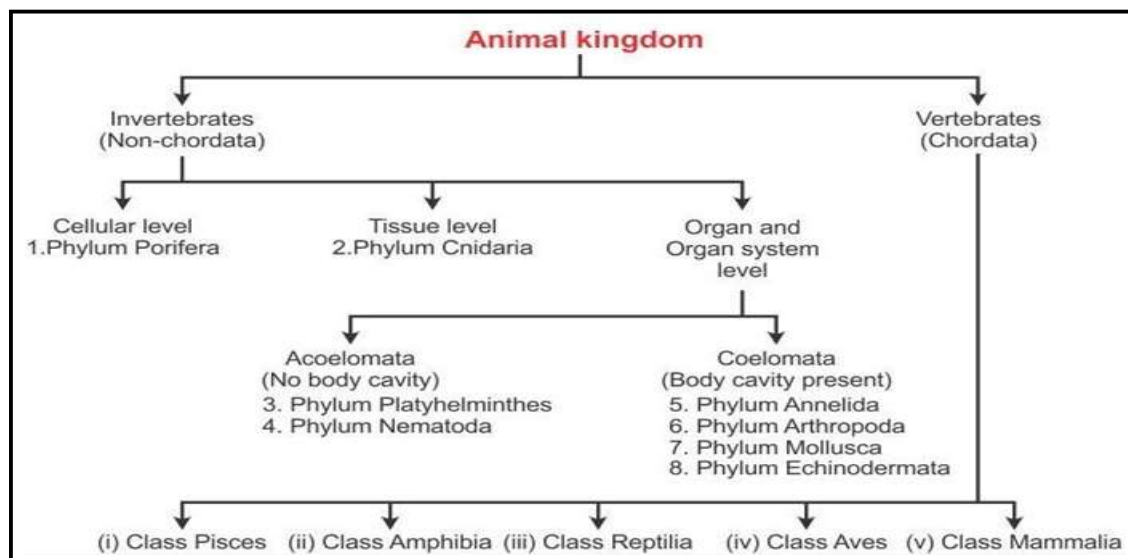 Animal kingdom
Invertebrates
(Non-chordata)
Vertebrates
(Chordata)
Cellular level
1.Phylum Porifera
Tissue level
2.Phylum Cnidaria
Organ and
Organ system
level
Acoelomata
(No body cavity)
3. Phylum Platyhelminthes
4. Phylum Nematoda
Coelomata
(Body cavity present)
5. Phylum Annelida
6. Phylum Arthropoda
7. Phylum Mollusca
8. Phylum Echinodermata
(i) Class Pisces
(ii) Class Amphibia
(iii) Class Reptilia
(iv) Class Aves
(v) Class Mammalia